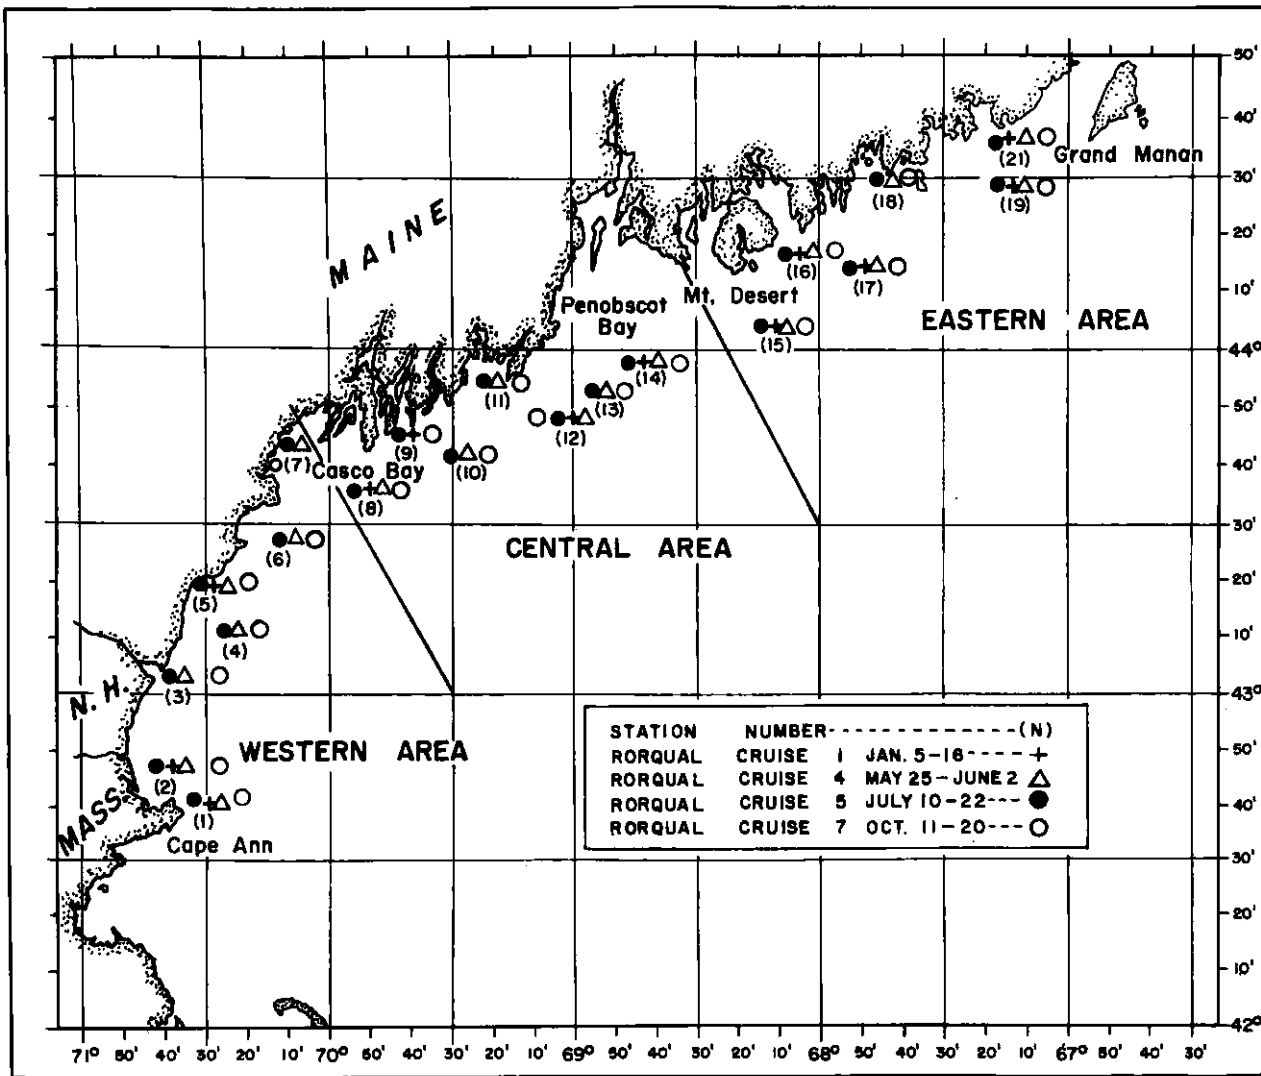 50'
40'
(21)
Grand Manan
30'
(18)
(19)
MAINE
20'
(16)
(17)
Mt. Desert
10'
Penobscot
Bay
EASTERN AREA
(15)
44°
(14)
(11)
(13)
50'
(12)
(9)
(7)
Casco Bay
(10)
40'
(8)
30'
CENTRAL AREA
(6)
20'
(5)
10'
(4)
(3)
N. H.
43°
STATION NUMBER-------------(N)
WESTERN AREA
RORQUAL CRUISE 1 JAN. 5-16----- +
50'
(2)
RORQUAL CRUISE 4 MAY 25-JUNE 2 △
RORQUAL CRUISE 5 JULY 10-22--- ●
40'
MASS.
(1)
RORQUAL CRUISE 7 OCT. 11-20--- ○
Cape Ann
30'
20'
10'
42°
71° 50' 40' 30' 20' 10' 70° 50' 40' 30' 20' 10' 69° 50' 40' 30' 20' 10' 68° 50' 40' 30' 20' 10' 67° 50' 40' 30'